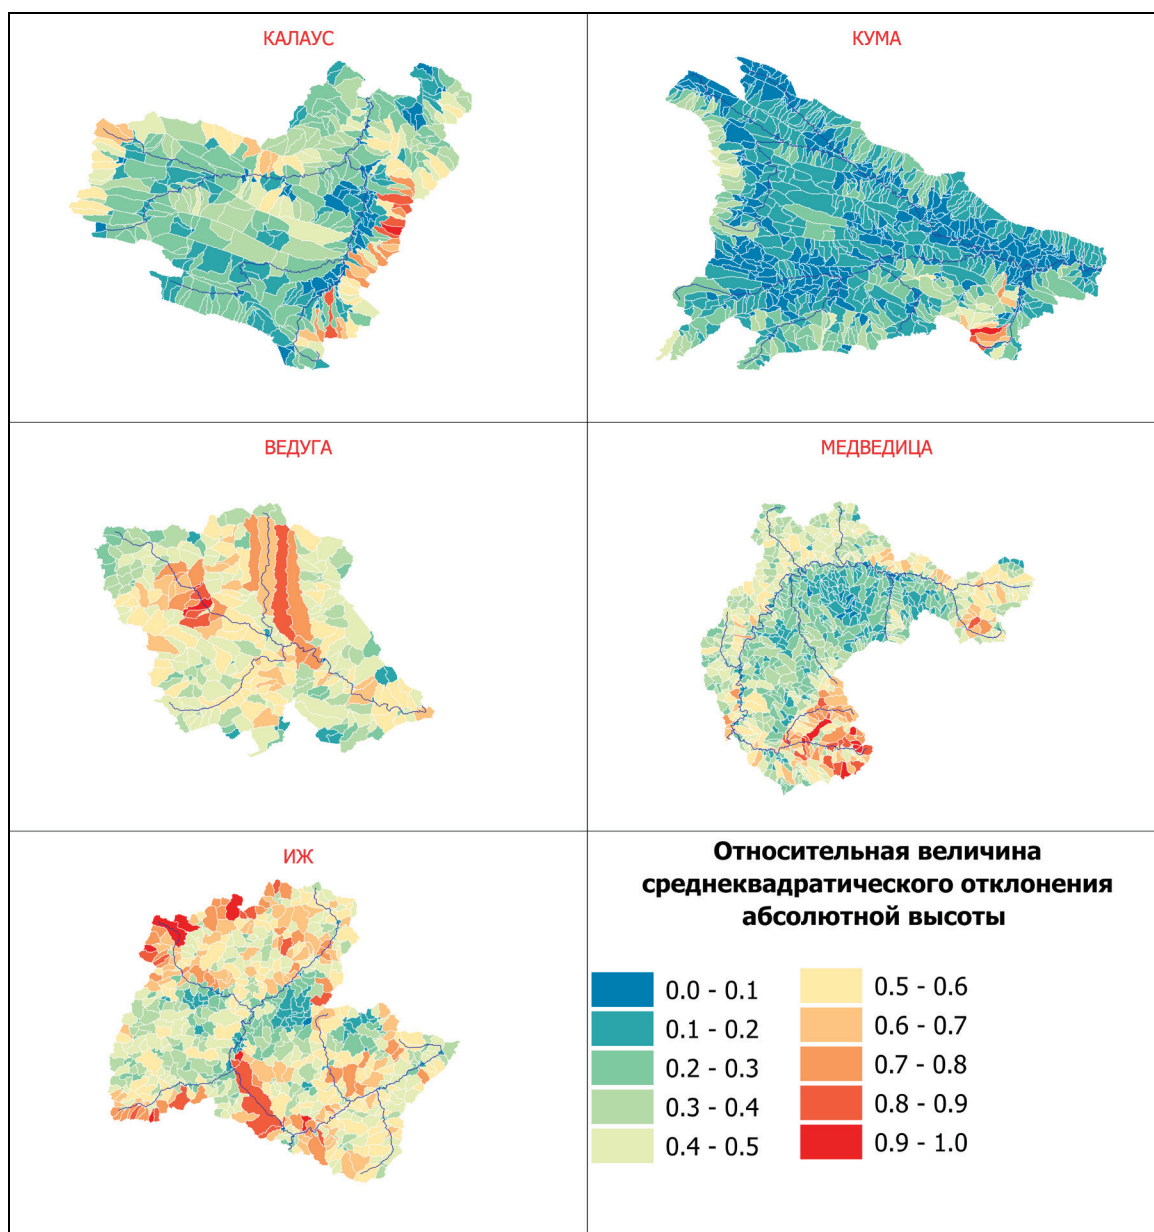 КАЛАУС
КУМА
ВЕДУГА
МЕДВЕДИЦА
ИЖ
Относительная величина
среднеквадратического отклонения
абсолютной высоты
0.0 - 0.1
0.1 - 0.2
0.2 - 0.3
0.3 - 0.4
0.4 - 0.5
0.5 - 0.6
0.6 - 0.7
0.7 - 0.8
0.8 - 0.9
0.9 - 1.0